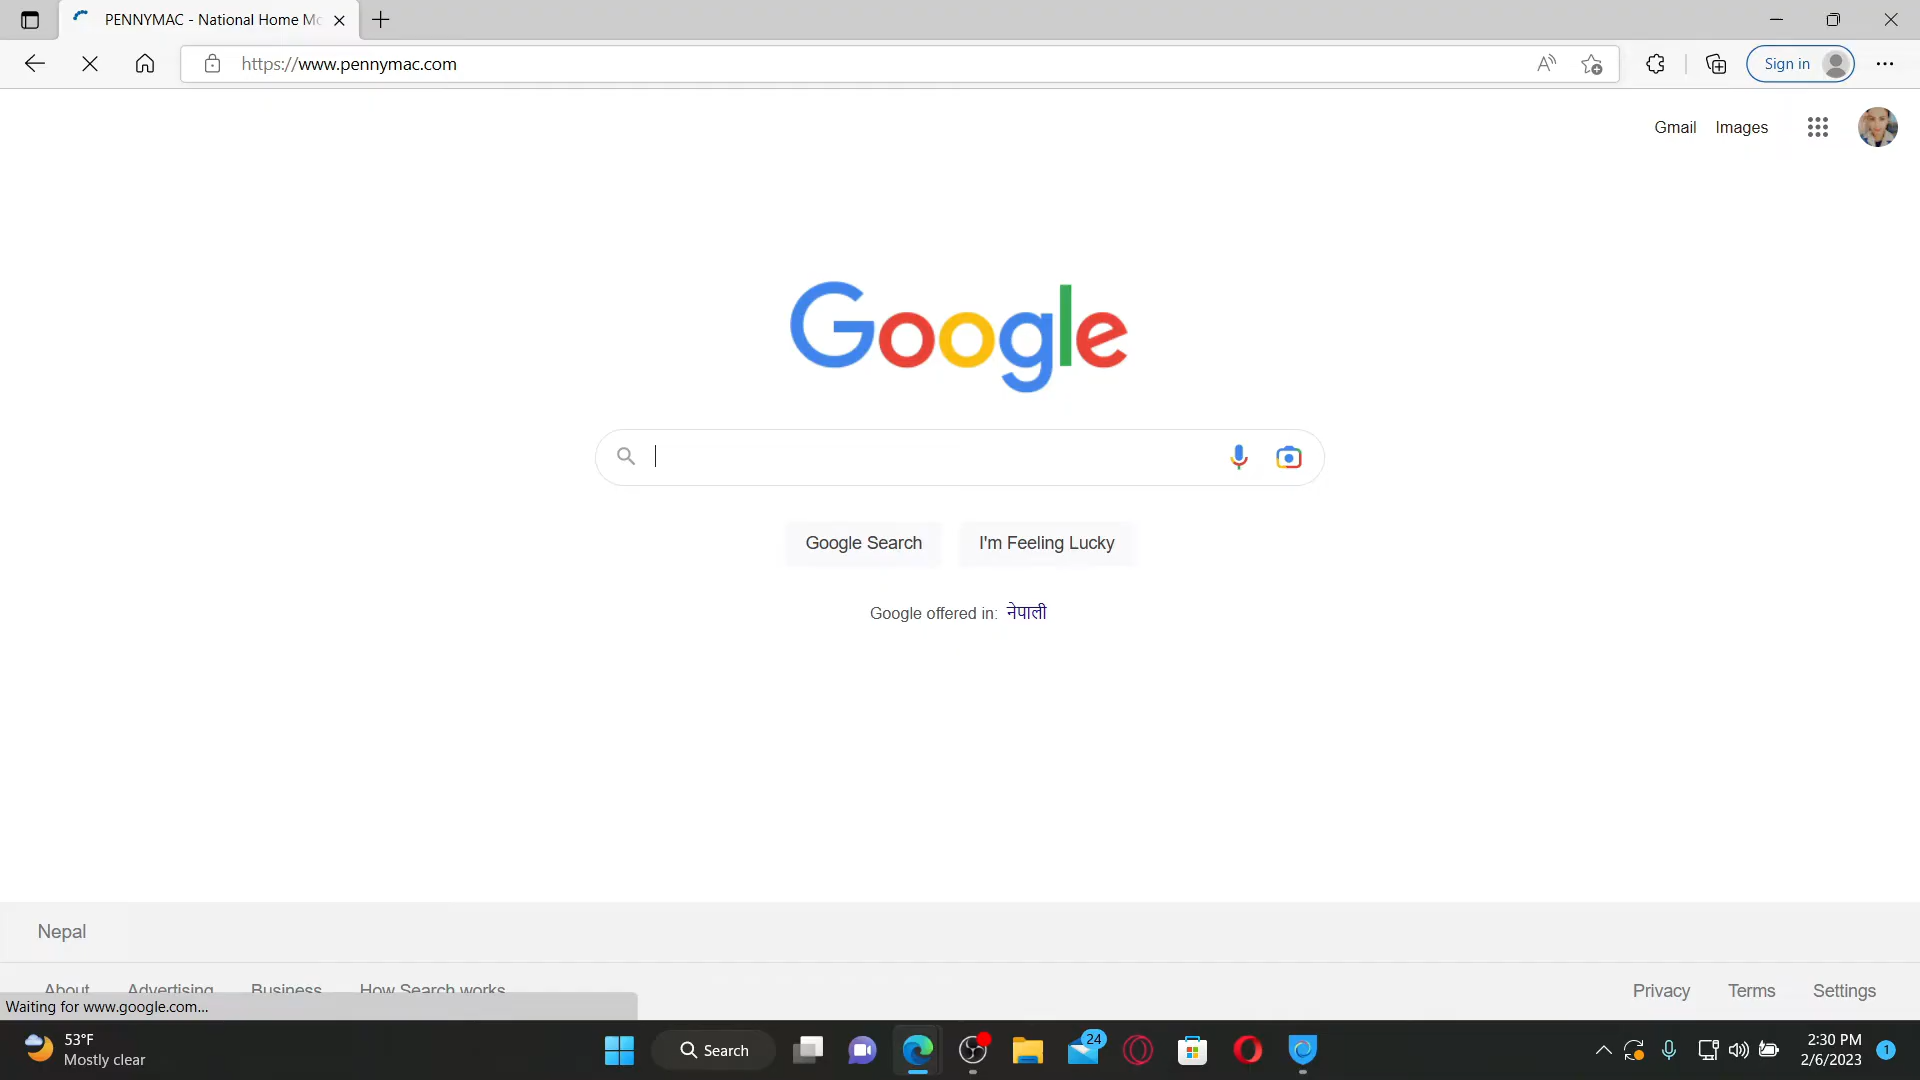 PENNYMAC - National Home Mo
https://www.pennymac.com
Sign in
Gmail
Images
Google
Google Search
I'm Feeling Lucky
Google offered in: नेपाली
Nepal
About
Advertising
Business
How Search works
Privacy
Terms
Settings
Waiting for www.google.com...
53°F
Mostly clear
Search
24
2:30 PM
2/6/2023
1